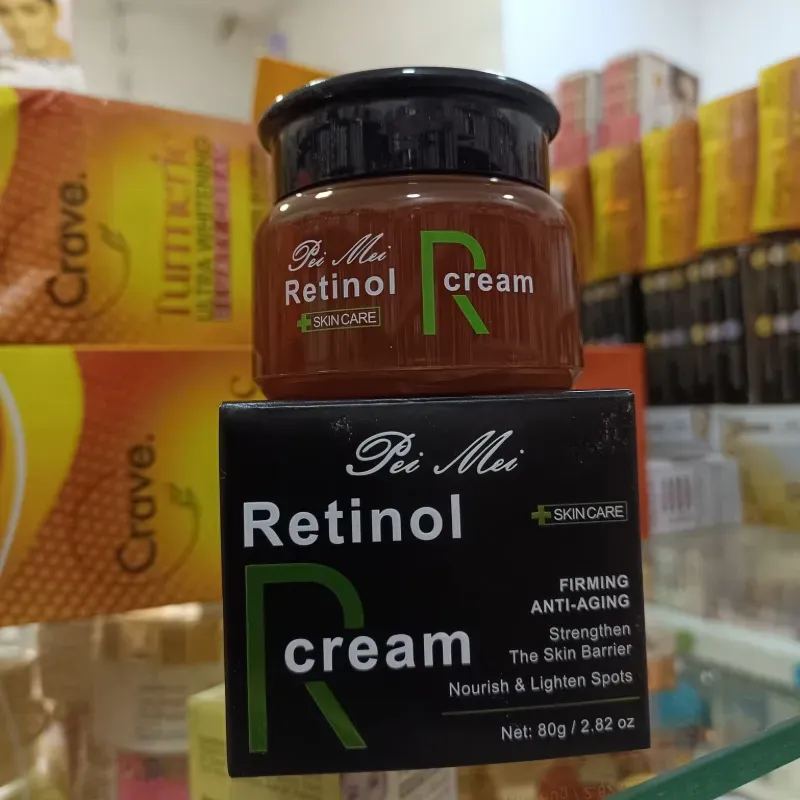 Pei Mei
Retinol
SKIN CARE
R
cream
Pei Mei
Retinol
SKIN CARE
R
cream
FIRMING
ANTI-AGING
Strengthen
The Skin Barrier
Nourish & Lighten Spots
Net: 80g / 2.82 oz
Crave.
Turmeric
ULTRA WHITENING
Crave.